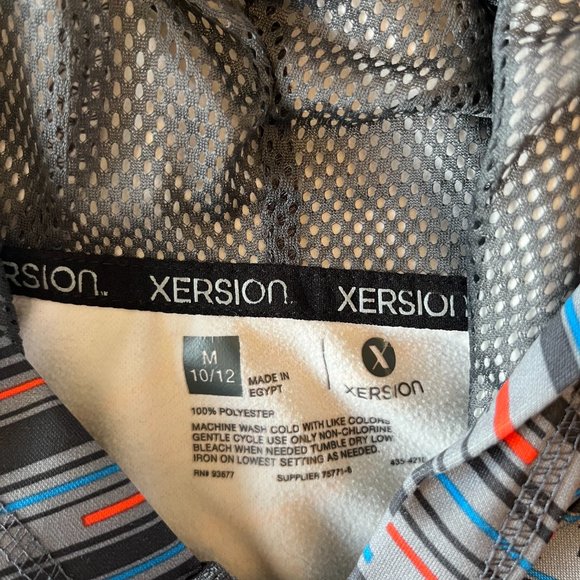 ERSION™ XERSION™ XERSION
M
10/12
MADE IN
EGYPT
X
XERSION
100% POLYESTER
MACHINE WASH COLD WITH LIKE COLORS
GENTLE CYCLE USE ONLY NON-CHLORINE
BLEACH WHEN NEEDED TUMBLE DRY LOW
IRON ON LOWEST SETTING AS NEEDED.
RN# 93677 SUPPLIER 75771-6